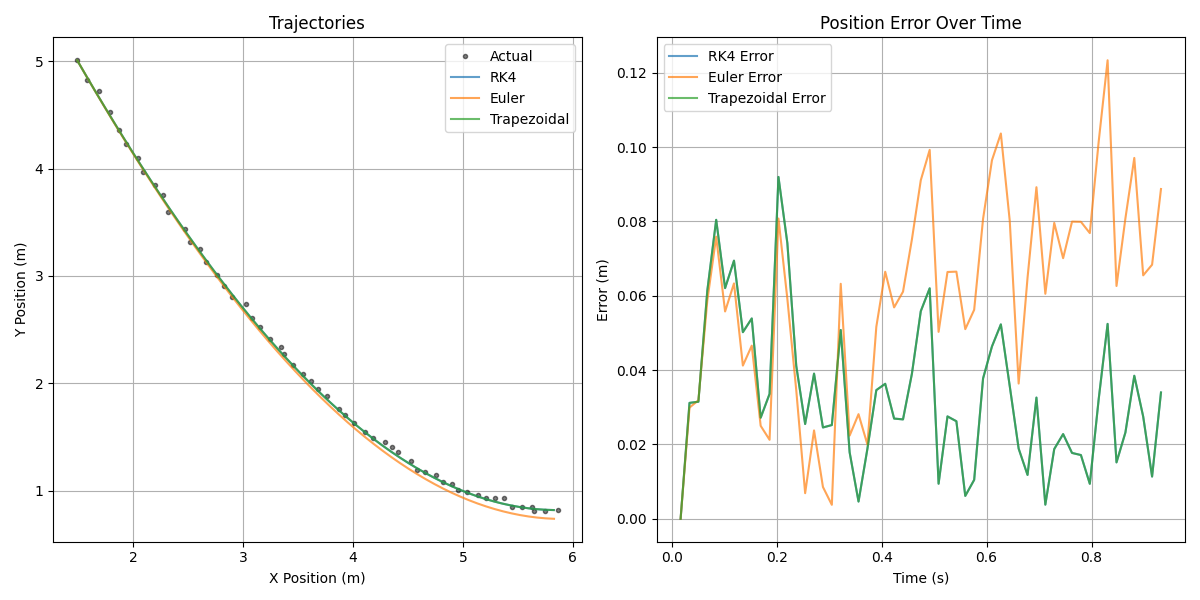 Trajectories
Actual
RK4
Euler
Trapezoidal
5
4
3
2
1
Y Position (m)
2
3
4
5
6
X Position (m)
Position Error Over Time
RK4 Error
Euler Error
Trapezoidal Error
0.12
0.10
0.08
0.06
0.04
0.02
0.00
Error (m)
0.0
0.2
0.4
0.6
0.8
Time (s)